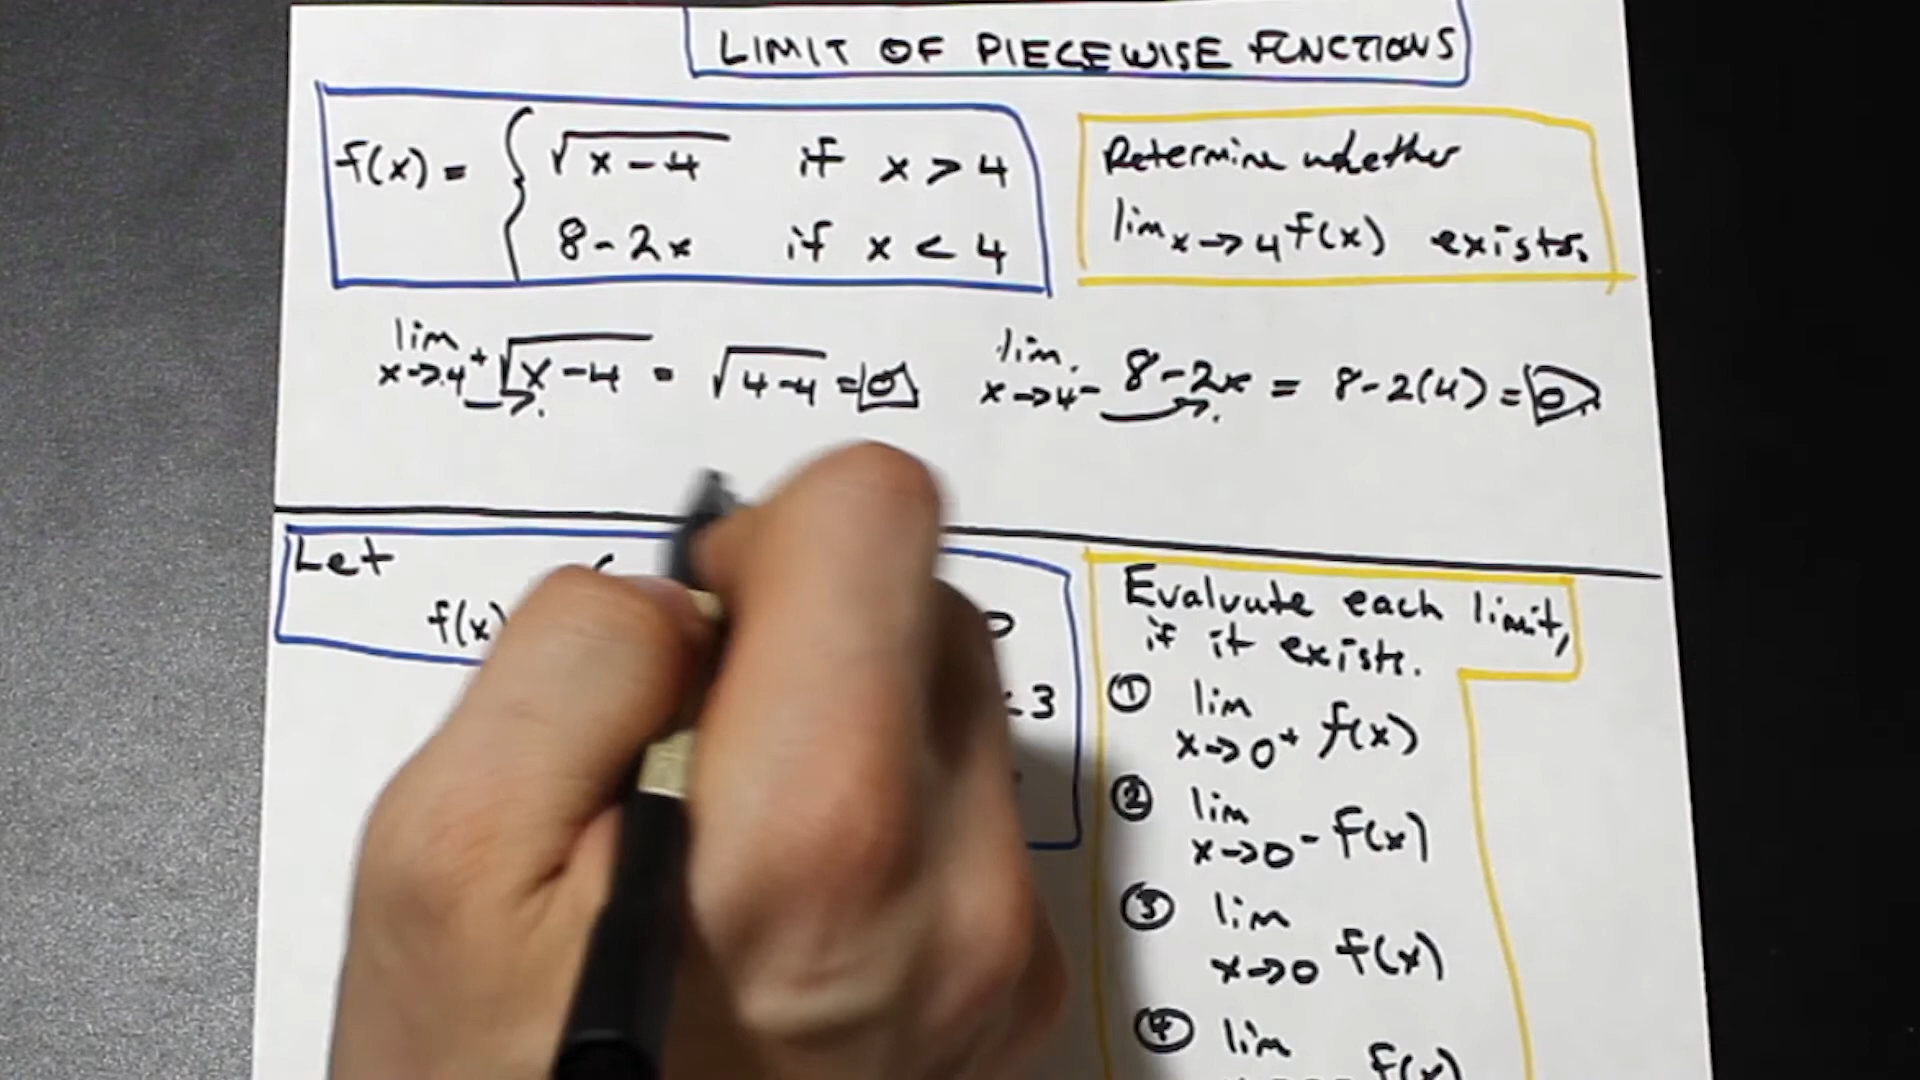 LIMIT OF PIECEWISE FUNCTIONS
f(x) = { √(x-4) if x > 4
8-2x if x < 4
Determine whether
lim x→4 f(x) exists.
lim x→4⁺ √(x-4) = √(4-4) = 0
lim x→4⁻ 8-2x = 8-2(4) = 0
Let
f(x)
< 3
Evaluate each limit,
if it exists.
① lim
x→0⁺ f(x)
② lim
x→0⁻ f(x)
③ lim
x→0 f(x)
④ lim
f(x)